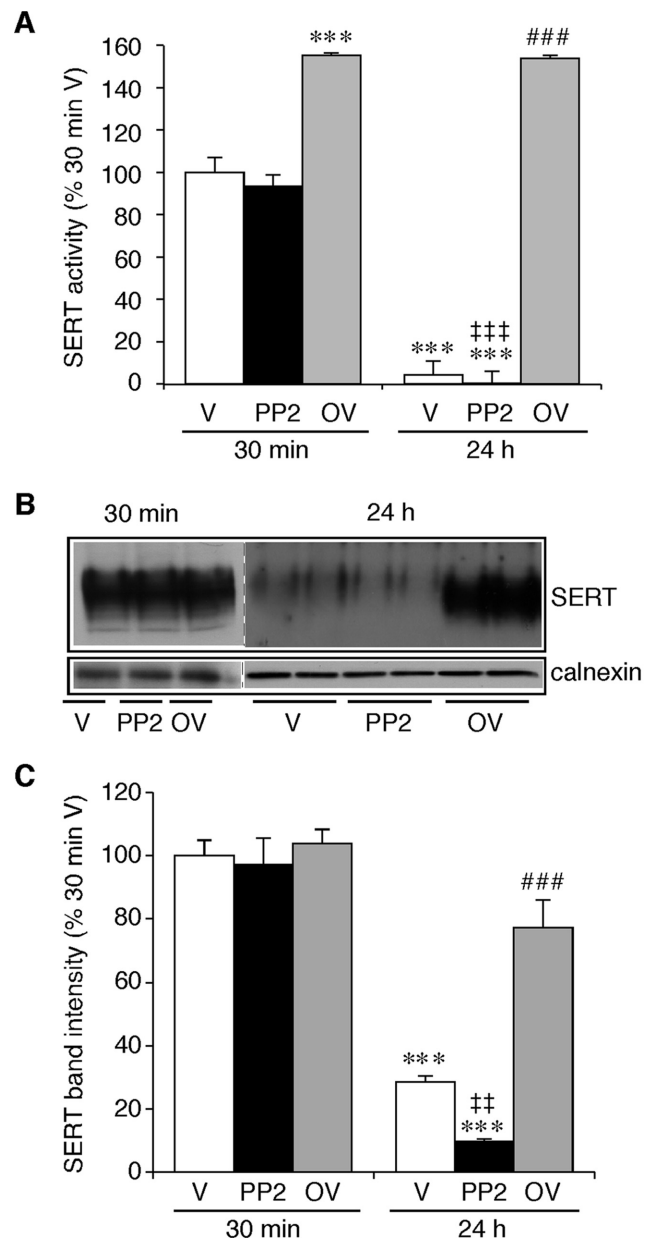 A
SERT activity (% 30 min V)
160
140
120
100
80
60
40
20
0
***
###
***
‡‡‡
***
V PP2 OV V PP2 OV
30 min 24 h
B
30 min 24 h
SERT
calnexin
V PP2 OV V PP2 OV
C
SERT band intensity (% 30 min V)
120
100
80
60
40
20
0
###
***
‡‡
***
V PP2 OV V PP2 OV
30 min 24 h